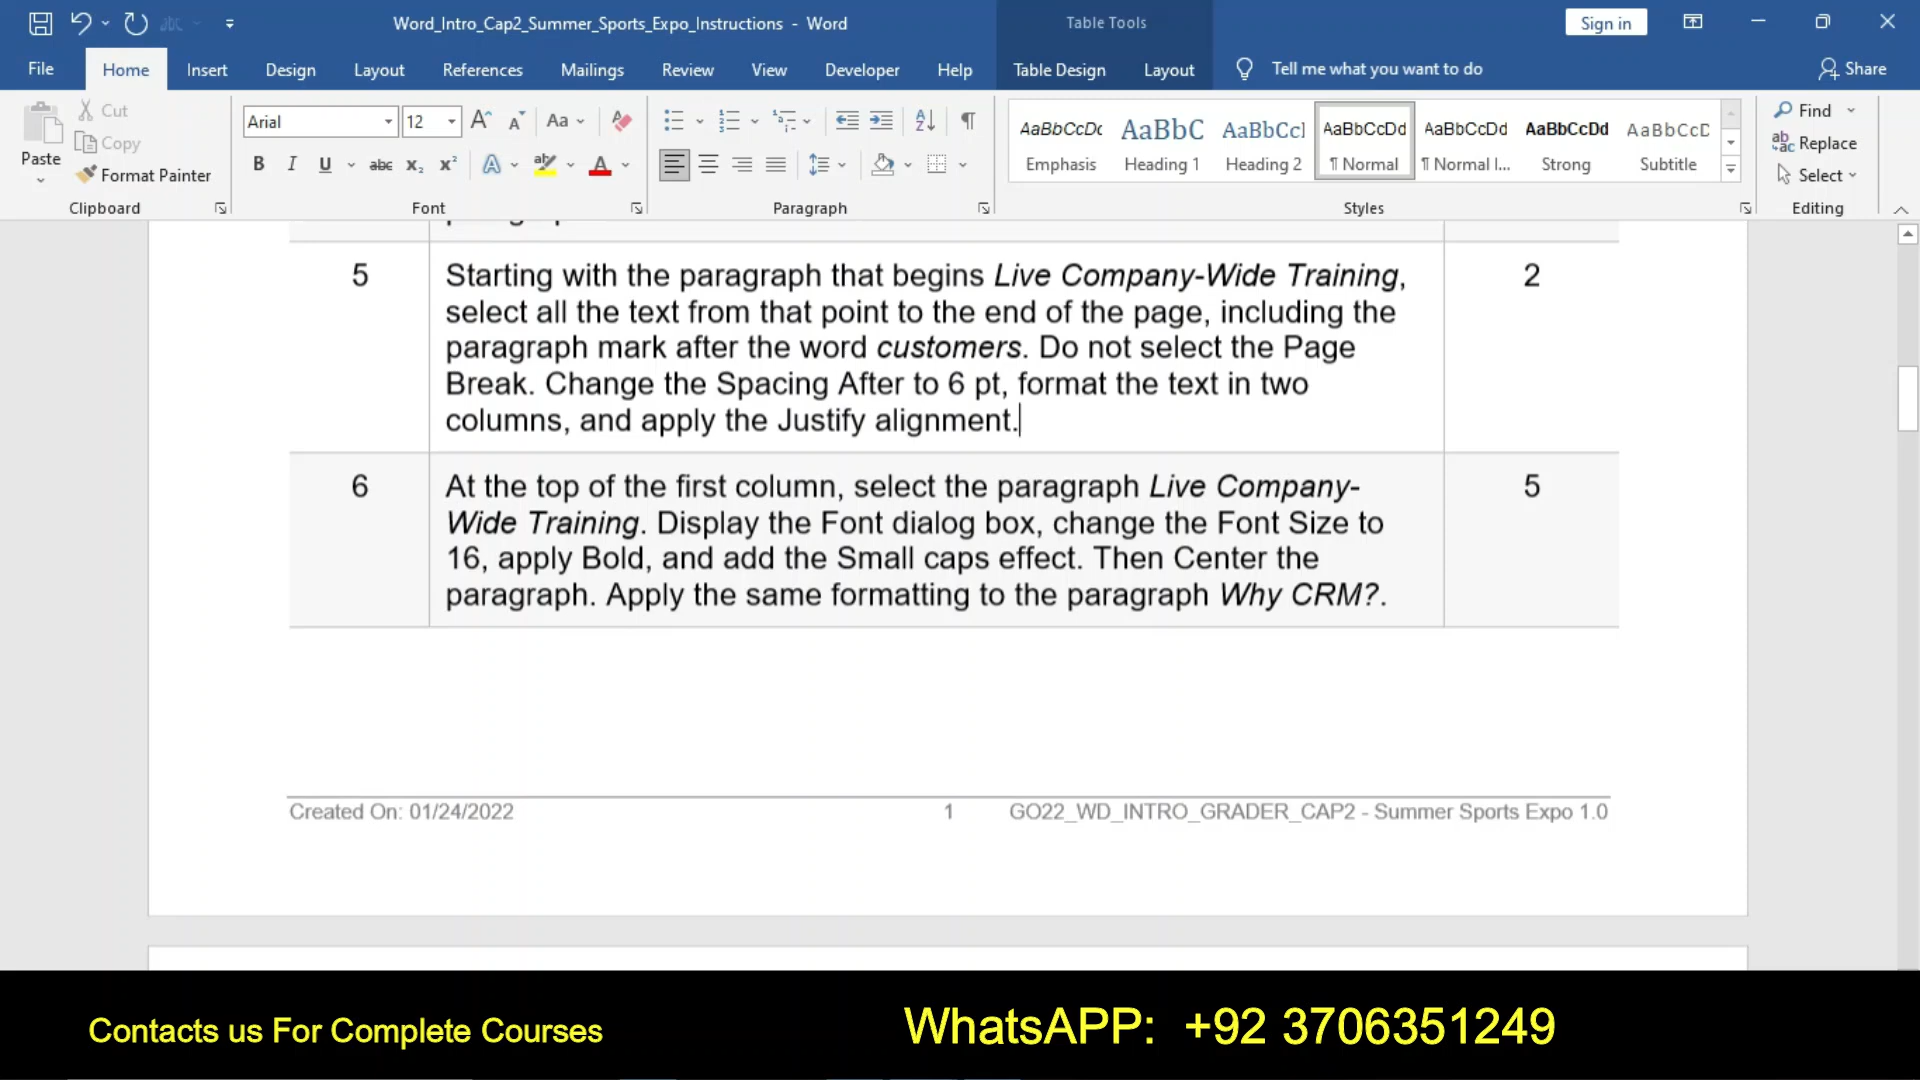 Word_Intro_Cap2_Summer_Sports_Expo_Instructions - Word
Table Tools
Sign in
File Home Insert Design Layout References Mailings Review View Developer Help Table Design Layout Tell me what you want to do Share
Paste
Cut
Copy
Format Painter
Clipboard
Arial 12
Font
Paragraph
AaBbCcDc AaBbC AaBbCcl AaBbCcDd AaBbCcDd AaBbCcDd AaBbCcD
Emphasis Heading 1 Heading 2 ¶ Normal ¶ Normal I... Strong Subtitle
Styles
Find
Replace
Select
Editing
5 Starting with the paragraph that begins Live Company-Wide Training, 2
select all the text from that point to the end of the page, including the
paragraph mark after the word customers. Do not select the Page
Break. Change the Spacing After to 6 pt, format the text in two
columns, and apply the Justify alignment.
6 At the top of the first column, select the paragraph Live Company- 5
Wide Training. Display the Font dialog box, change the Font Size to
16, apply Bold, and add the Small caps effect. Then Center the
paragraph. Apply the same formatting to the paragraph Why CRM?.
Created On: 01/24/2022 1 GO22_WD_INTRO_GRADER_CAP2 - Summer Sports Expo 1.0
Contacts us For Complete Courses
WhatsAPP: +92 3706351249